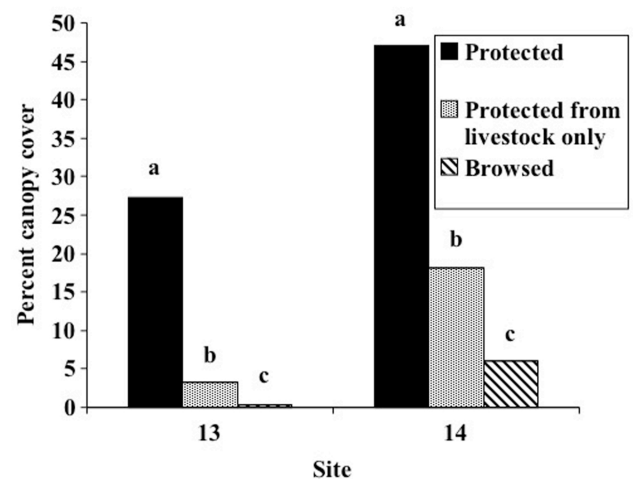 50
45
40
35
30
25
20
15
10
5
0
Percent canopy cover
a
b
c
a
b
c
Protected
Protected from
livestock only
Browsed
13
14
Site